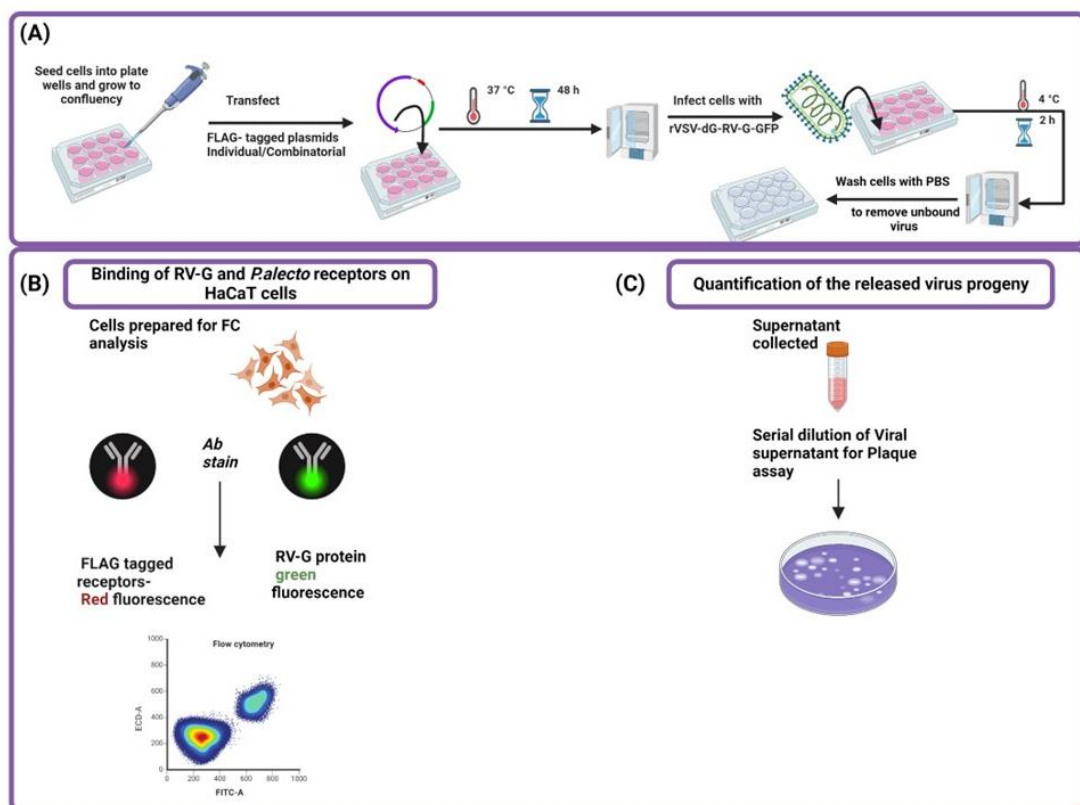 (A)
Seed cells into plate
wells and grow to
confluency
Transfect
FLAG- tagged plasmids
Individual/Combinatorial
37 °C
48 h
Infect cells with
rVSV-dG-RV-G-GFP
4 °C
2 h
Wash cells with PBS
to remove unbound
virus
(B)
Binding of RV-G and P.alecto receptors on
HaCaT cells
Cells prepared for FC
analysis
Ab
stain
FLAG tagged
receptors-
Red fluorescence
RV-G protein
green
fluorescence
Flow cytometry
1000
800
600
400
200
0
ECD-A
0 200 400 600 800 1000
FITC-A
(C)
Quantification of the released virus progeny
Supernatant
collected
Serial dilution of Viral
supernatant for Plaque
assay